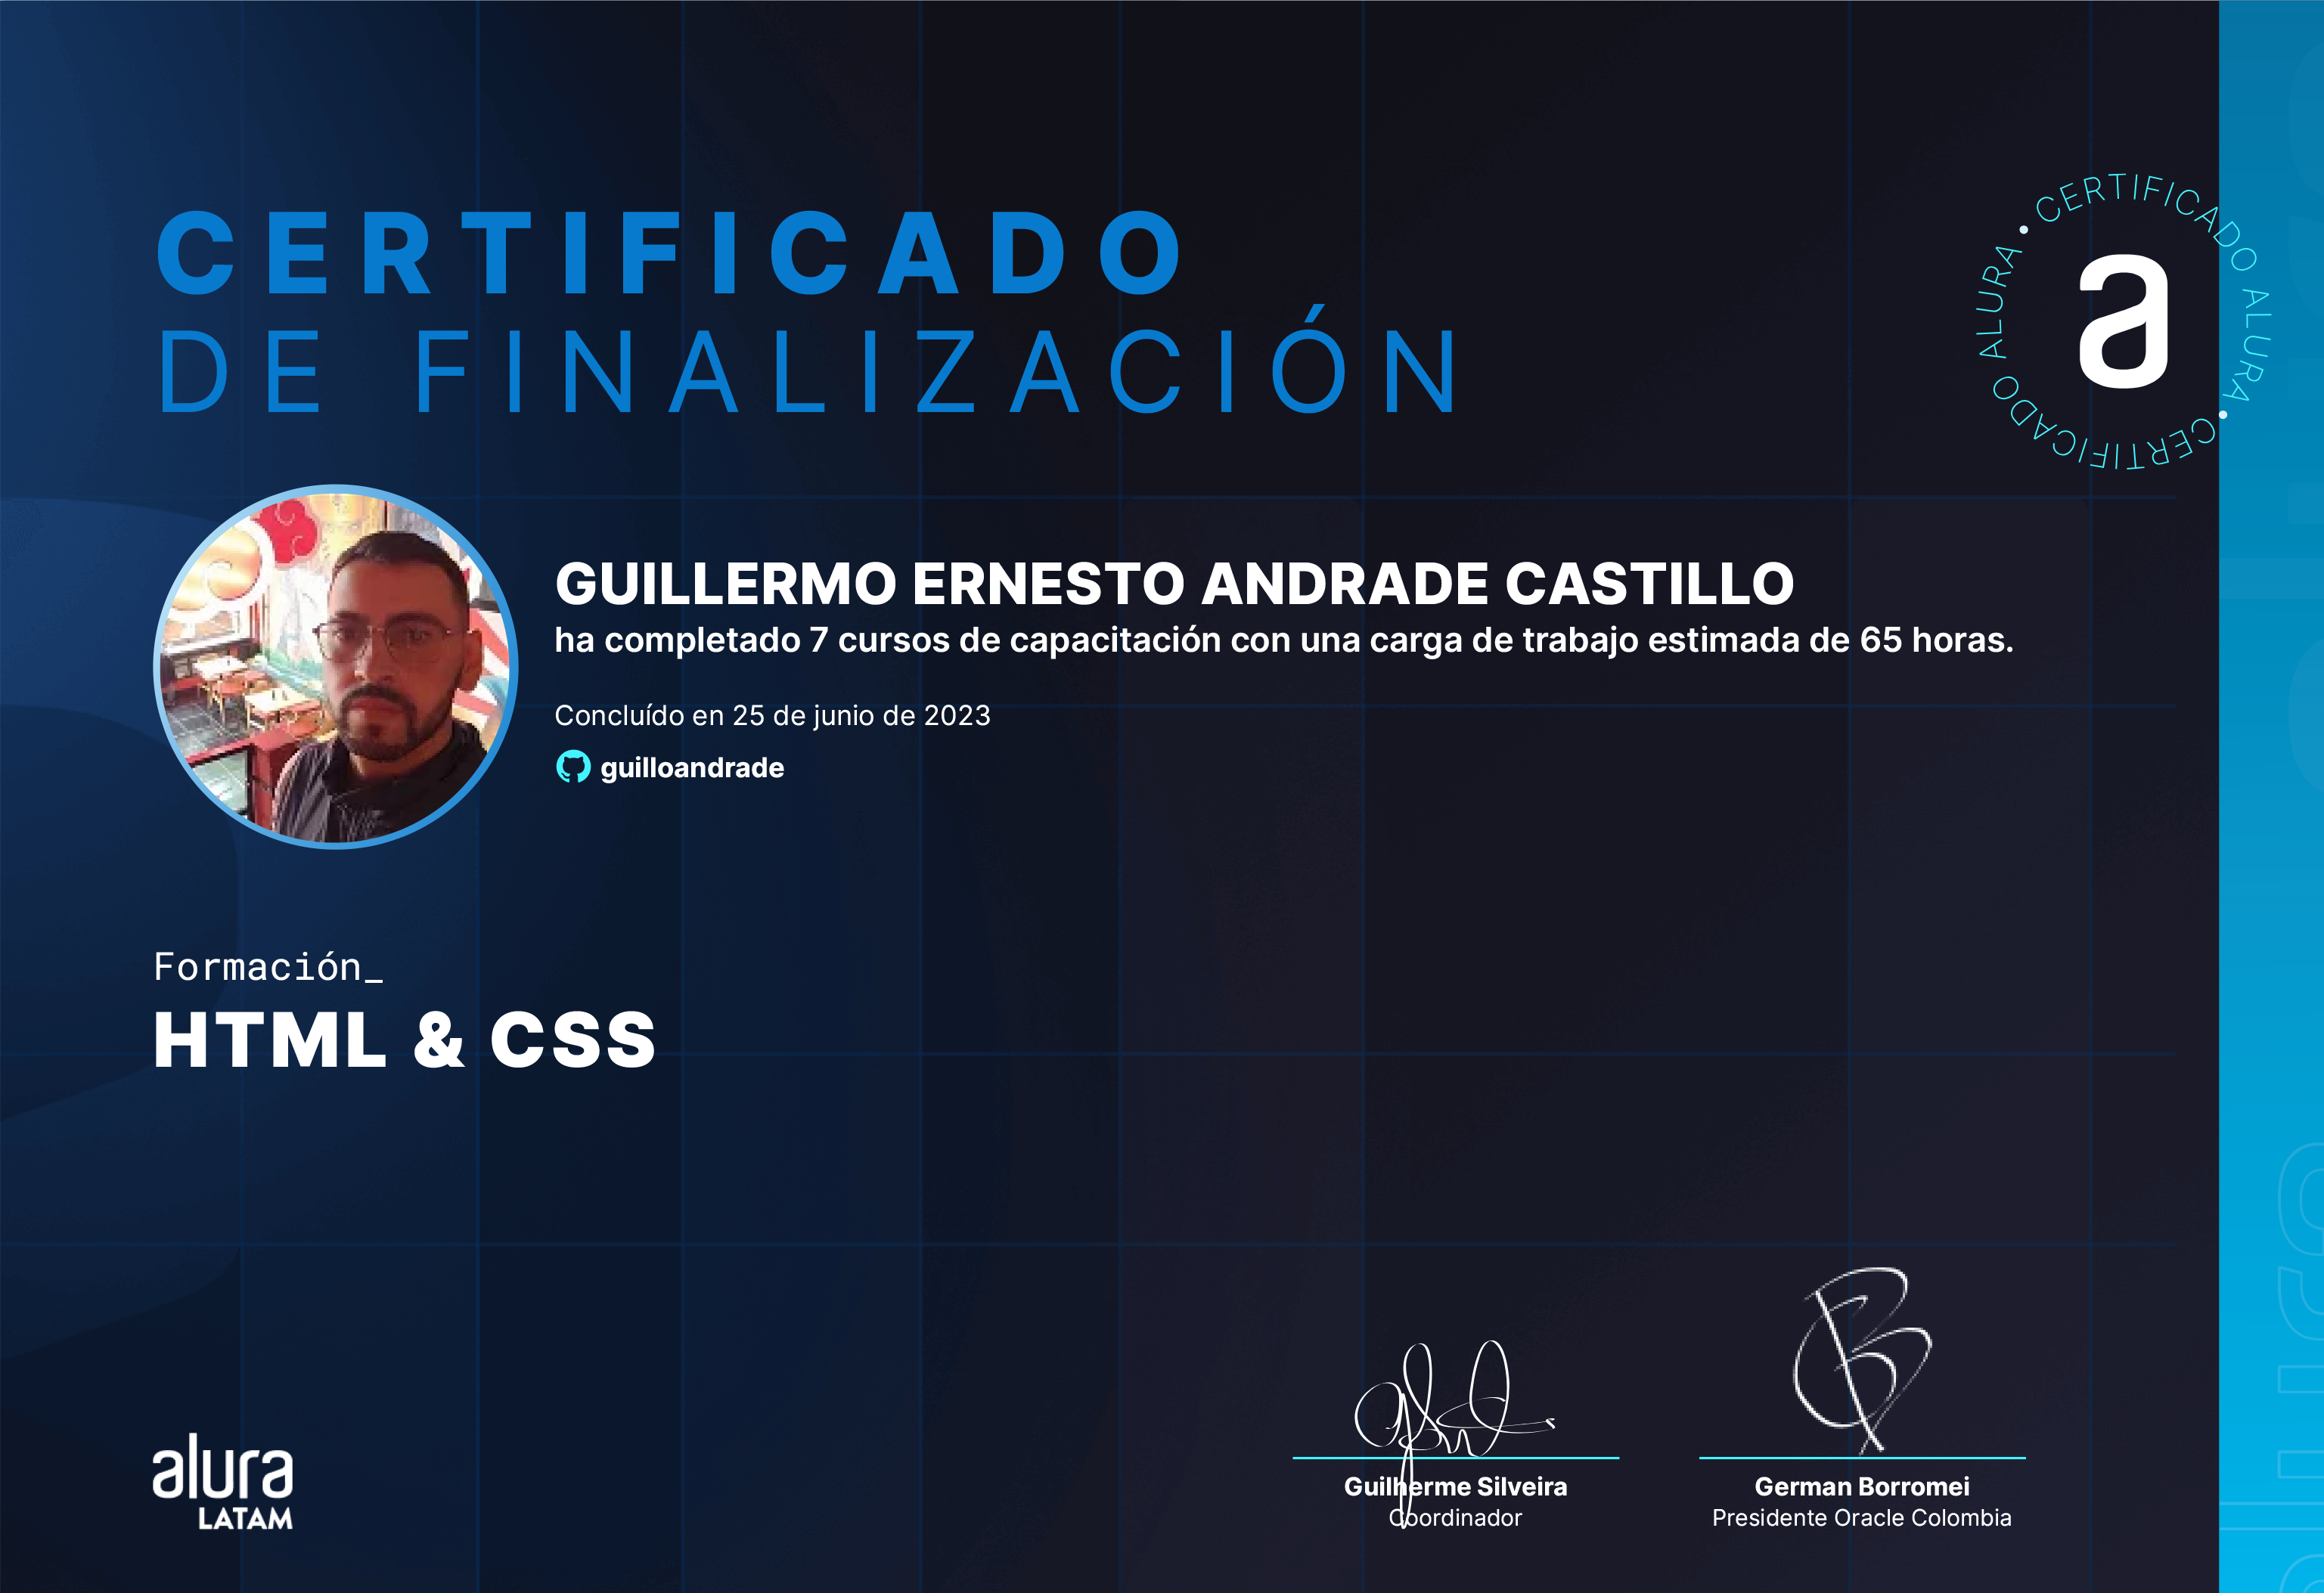 CERTIFICADO
DE FINALIZACIÓN
CERTIFICADO ALURA • CERTIFICADO ALURA •
a
GUILLERMO ERNESTO ANDRADE CASTILLO
ha completado 7 cursos de capacitación con una carga de trabajo estimada de 65 horas.
Concluído en 25 de junio de 2023
guilloandrade
Formación_
HTML & CSS
alura
LATAM
Guilherme Silveira
Coordinador
German Borromei
Presidente Oracle Colombia